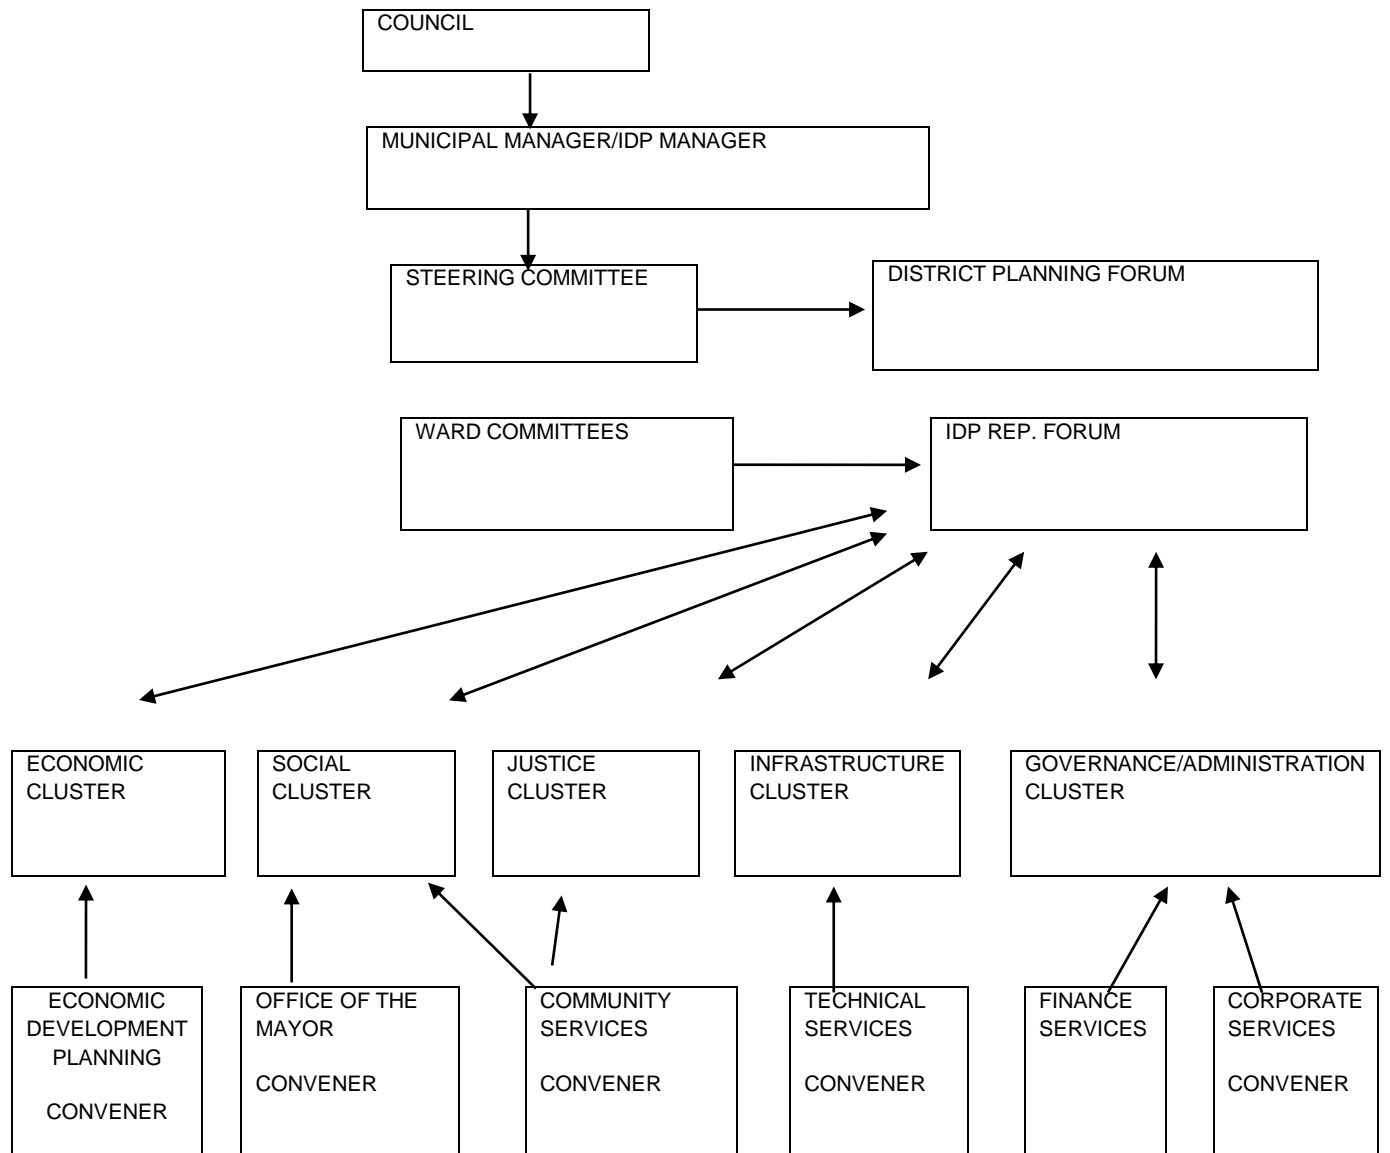 COUNCIL
MUNICIPAL MANAGER/IDP MANAGER
STEERING COMMITTEE
DISTRICT PLANNING FORUM
WARD COMMITTEES
IDP REP. FORUM
ECONOMIC
CLUSTER
SOCIAL
CLUSTER
JUSTICE
CLUSTER
INFRASTRUCTURE
CLUSTER
GOVERNANCE/ADMINISTRATION
CLUSTER
ECONOMIC
DEVELOPMENT
PLANNING
CONVENER
OFFICE OF THE
MAYOR
CONVENER
COMMUNITY
SERVICES
CONVENER
TECHNICAL
SERVICES
CONVENER
FINANCE
SERVICES
CORPORATE
SERVICES
CONVENER